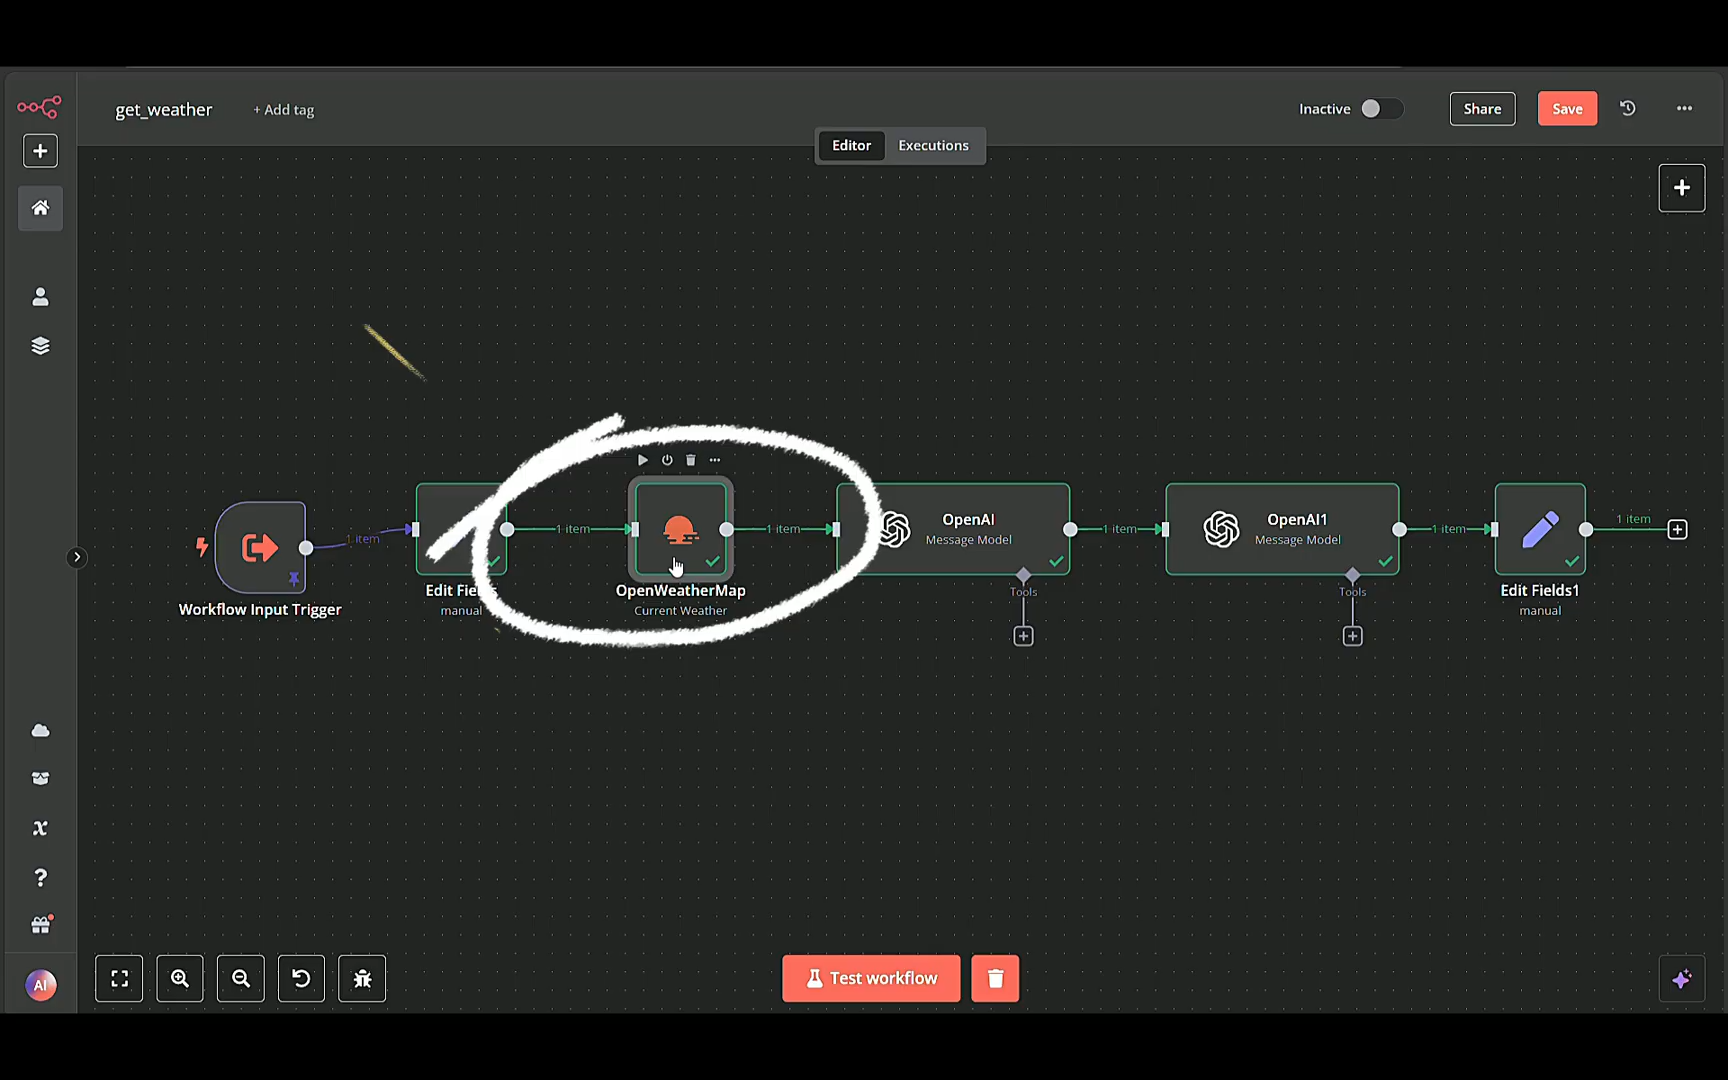 get_weather
+ Add tag
Inactive
Share
Save
Editor
Executions
1 item
1 item
1 item
1 item
1 item
1 item
OpenAI
Message Model
OpenAI1
Message Model
Workflow Input Trigger
Edit Fields
manual
OpenWeatherMap
Current Weather
Tools
Tools
Edit Fields1
manual
AI
Test workflow